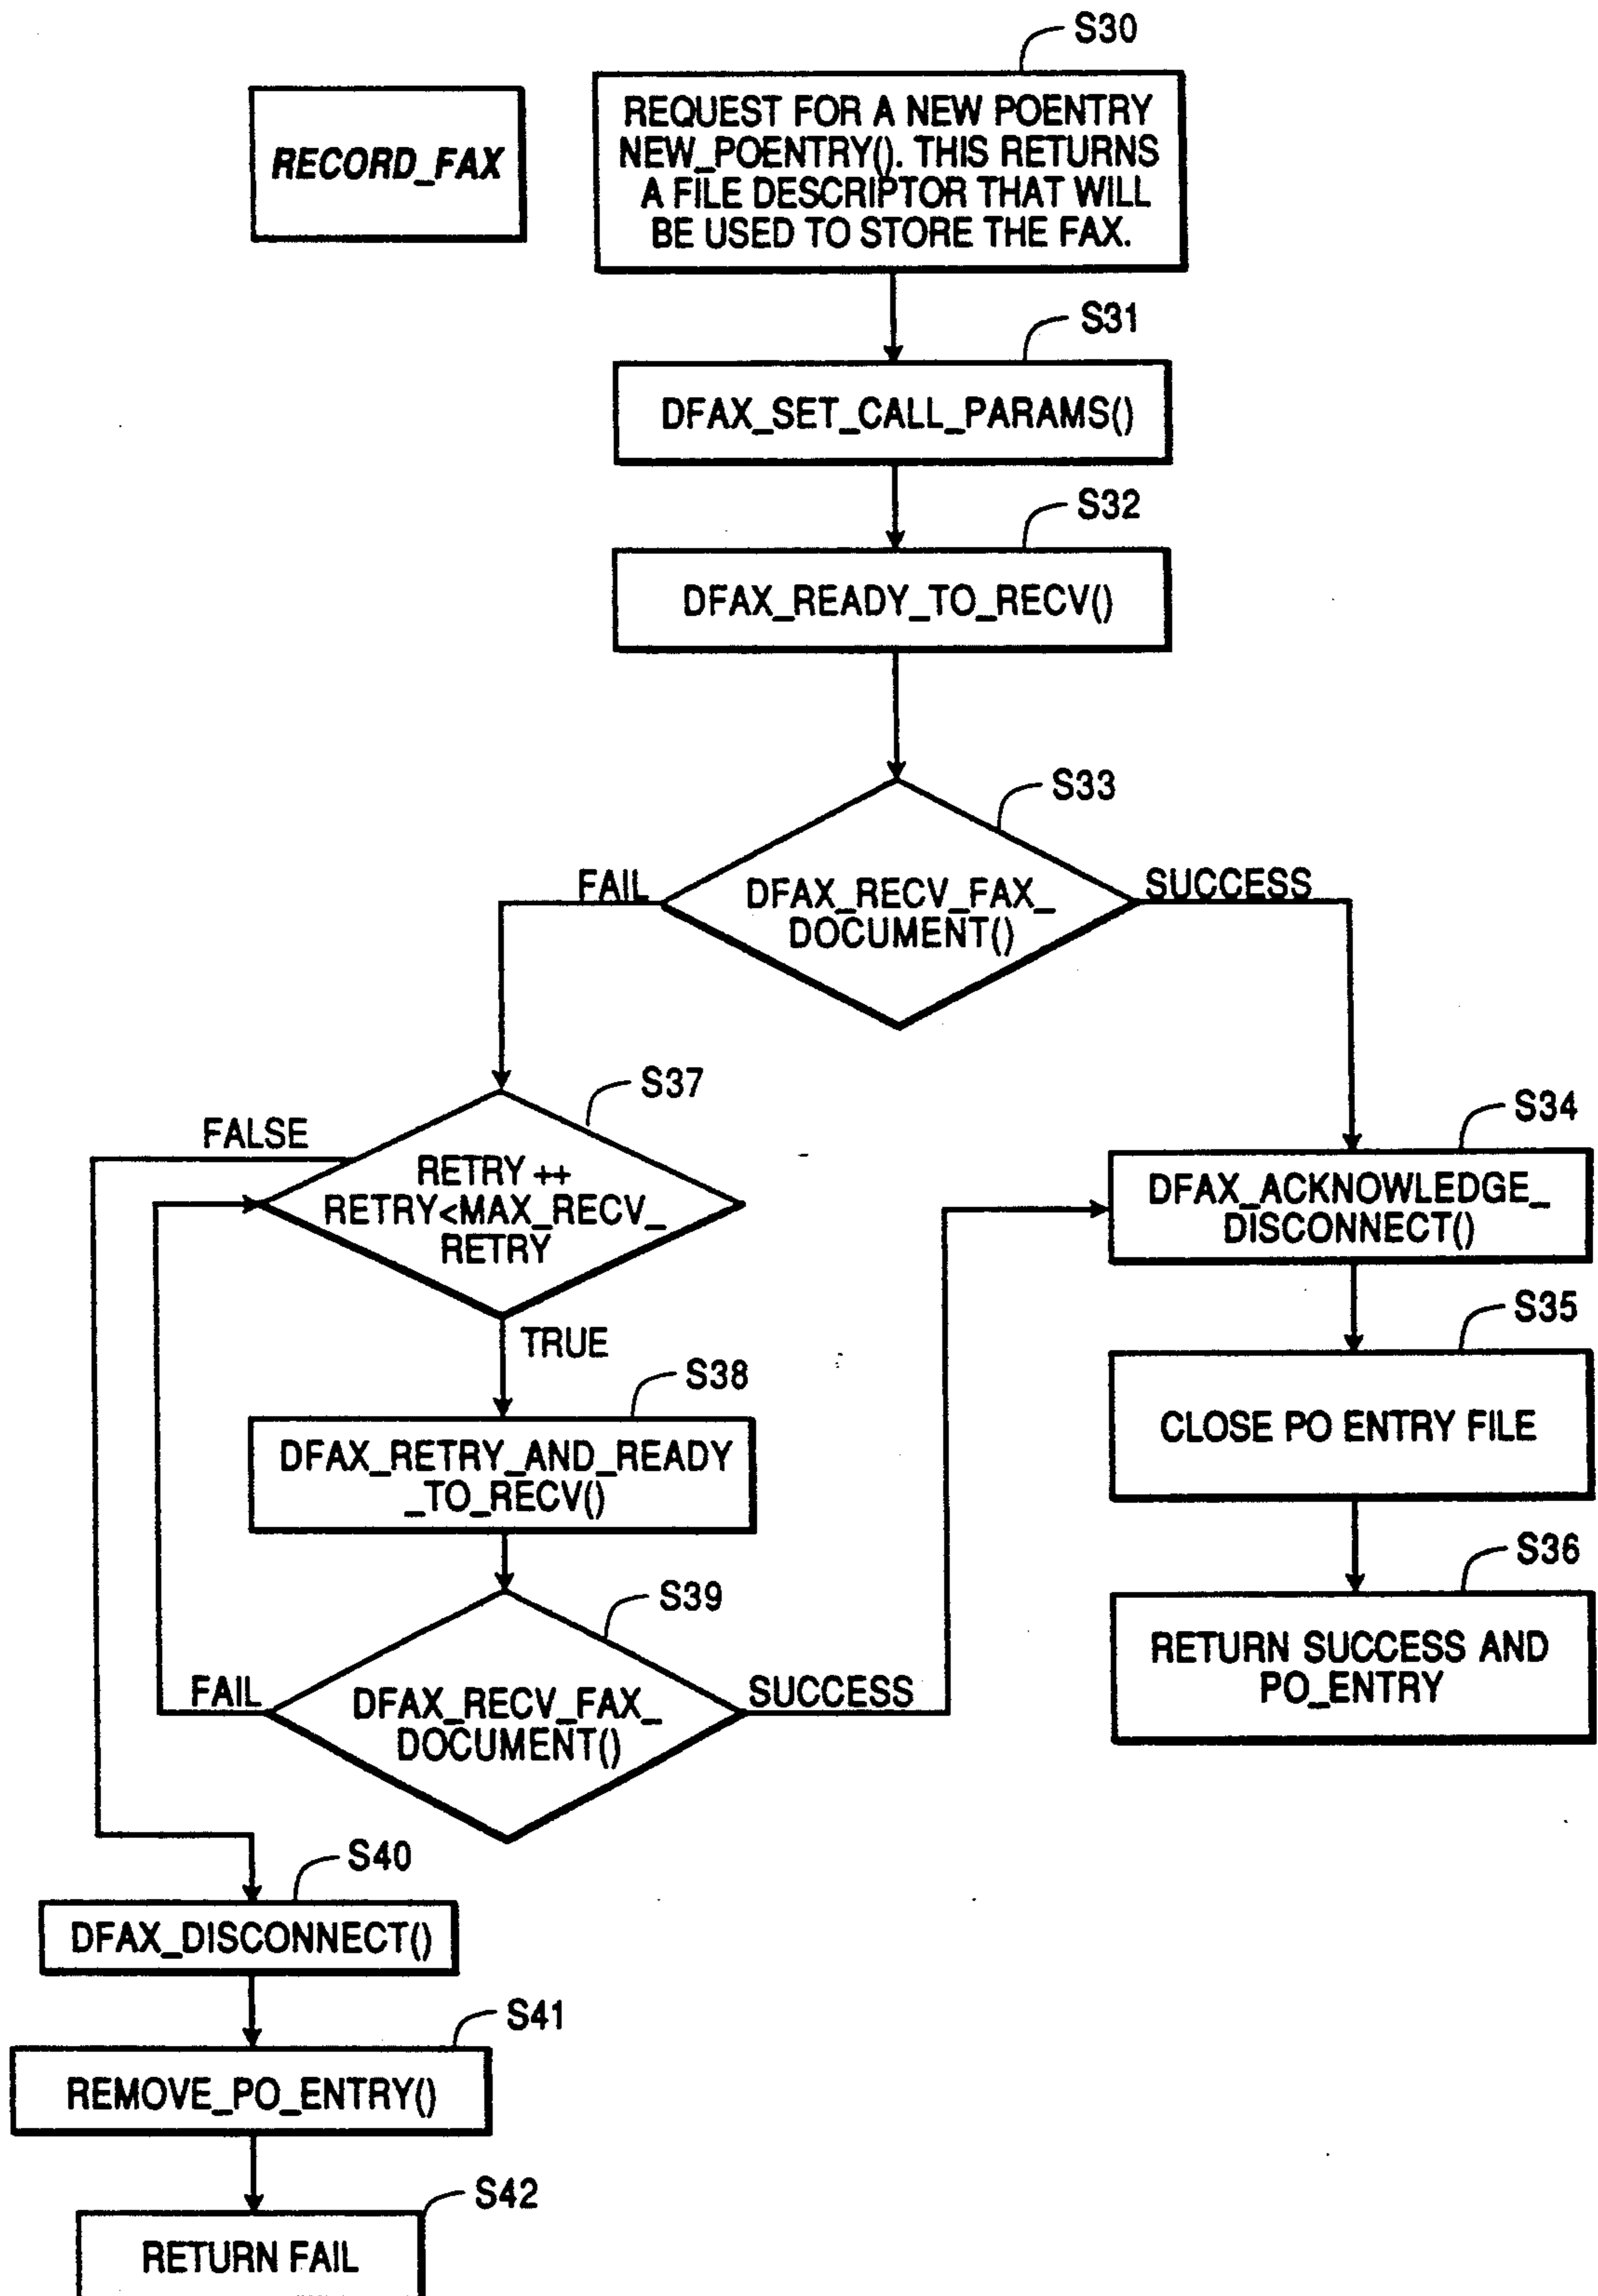 RECORD_FAX
S30
REQUEST FOR A NEW POENTRY
NEW_POENTRY(). THIS RETURNS
A FILE DESCRIPTOR THAT WILL
BE USED TO STORE THE FAX.
S31
DFAX_SET_CALL_PARAMS()
S32
DFAX_READY_TO_RECV()
S33
DFAX_RECV_FAX_
DOCUMENT()
FAIL
SUCCESS
S37
FALSE
RETRY ++
RETRY<MAX_RECV_
RETRY
TRUE
S38
DFAX_RETRY_AND_READY
_TO_RECV()
S39
FAIL
DFAX_RECV_FAX_
DOCUMENT()
SUCCESS
S34
DFAX_ACKNOWLEDGE_
DISCONNECT()
S35
CLOSE PO ENTRY FILE
S36
RETURN SUCCESS AND
PO_ENTRY
S40
DFAX_DISCONNECT()
S41
REMOVE_PO_ENTRY()
S42
RETURN FAIL